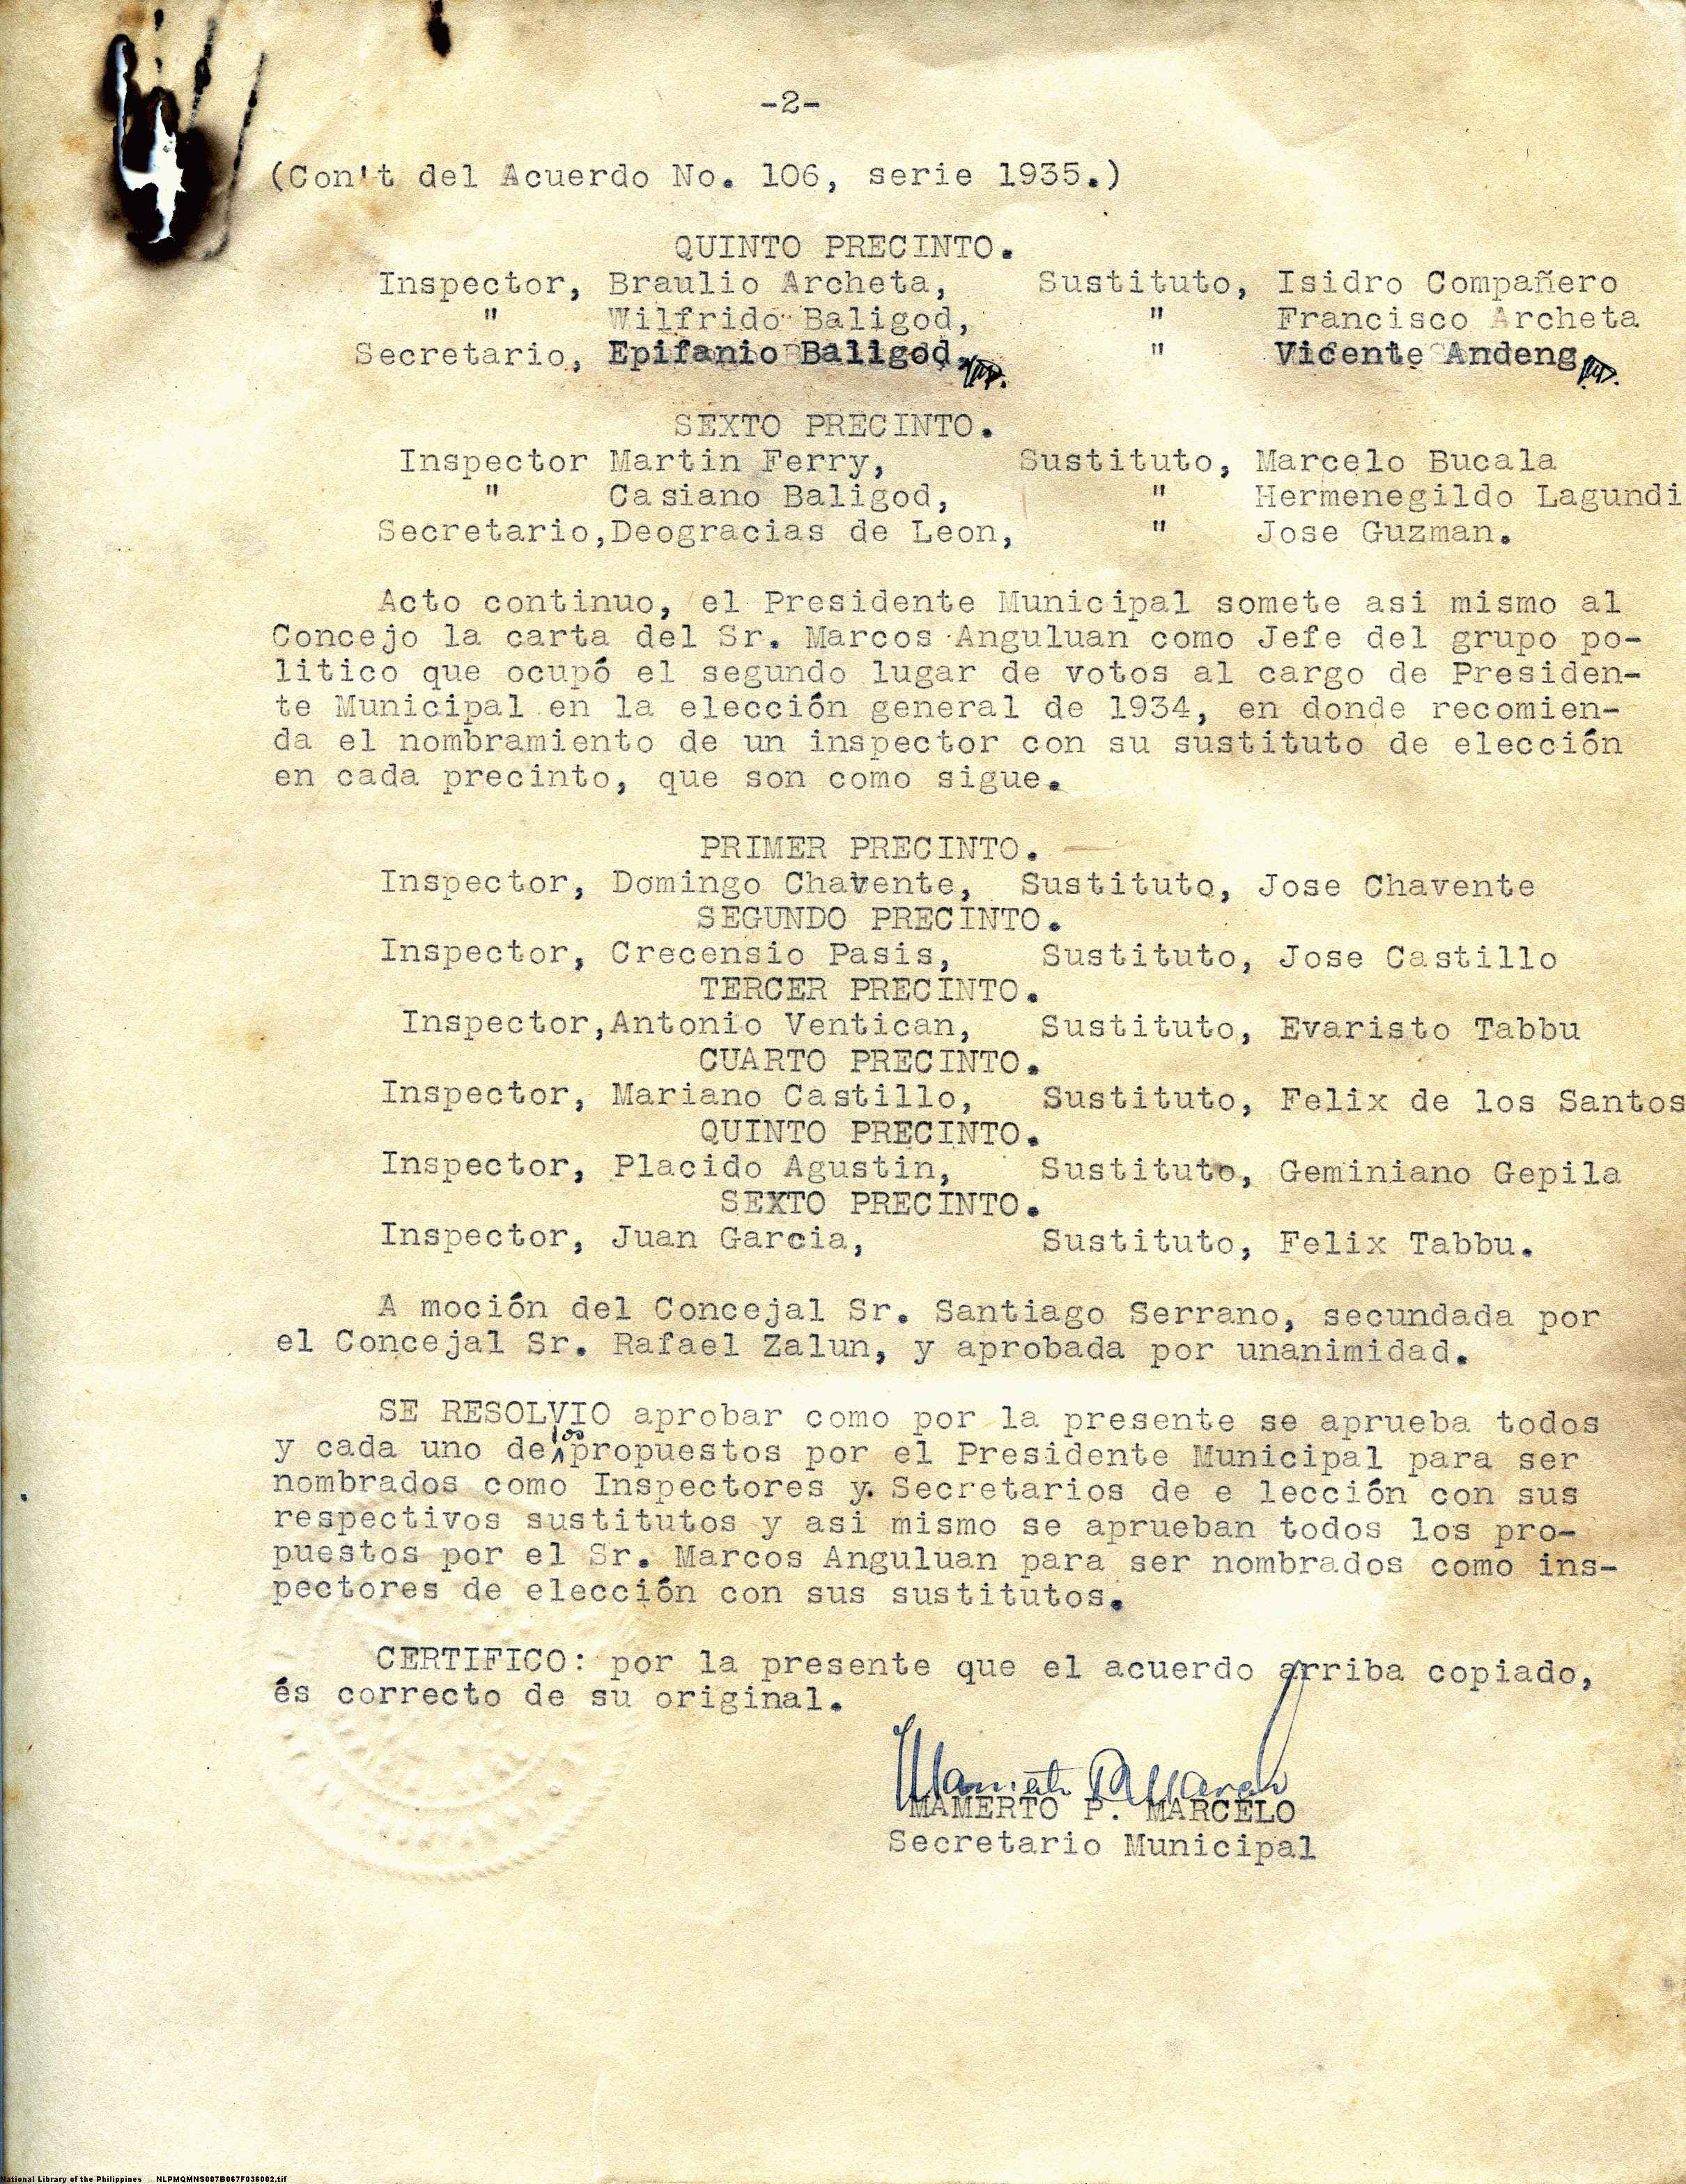 -2-
(Con't del Acuerdo No. 106, serie 1935.)
QUINTO PRECINTO.
Inspector, Braulio Archeta, Sustituto, Isidro Compañero
" Wilfrido Baligod, " Francisco Archeta
Secretario, Epifanio Baligod, " Vicente Andeng
SEXTO PRECINTO.
Inspector Martin Ferry, Sustituto, Marcelo Bucala
" Casiano Baligod, " Hermenegildo Lagundi
Secretario,Deogracias de Leon, " Jose Guzman.
Acto continuo, el Presidente Municipal somete asi mismo al
Concejo la carta del Sr. Marcos Anguluan como Jefe del grupo po-
litico que ocupó el segundo lugar de votos al cargo de Presiden-
te Municipal en la elección general de 1934, en donde recomien-
da el nombramiento de un inspector con su sustituto de elección
en cada precinto, que son como sigue.
PRIMER PRECINTO.
Inspector, Domingo Chavente, Sustituto, Jose Chavente
SEGUNDO PRECINTO.
Inspector, Crecensio Pasis, Sustituto, Jose Castillo
TERCER PRECINTO.
Inspector,Antonio Ventican, Sustituto, Evaristo Tabbu
CUARTO PRECINTO.
Inspector, Mariano Castillo, Sustituto, Felix de los Santos
QUINTO PRECINTO.
Inspector, Placido Agustin, Sustituto, Geminiano Gepila
SEXTO PRECINTO.
Inspector, Juan Garcia, Sustituto, Felix Tabbu.
A moción del Concejal Sr. Santiago Serrano, secundada por
el Concejal Sr. Rafael Zalun, y aprobada por unanimidad.
SE RESOLVIO aprobar como por la presente se aprueba todos
y cada uno de los propuestos por el Presidente Municipal para ser
nombrados como Inspectores y Secretarios de e lección con sus
respectivos sustitutos y asi mismo se aprueban todos los pro-
puestos por el Sr. Marcos Anguluan para ser nombrados como ins-
pectores de elección con sus sustitutos.
CERTIFICO: por la presente que el acuerdo arriba copiado,
és correcto de su original.
MAMERTO P. MARCELO
Secretario Municipal
National Library of the Philippines NLPMQMNS007B067F036002.tif